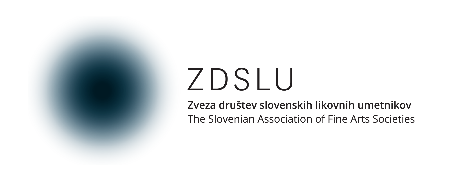 ZDSLU
Zveza društev slovenskih likovnih umetnikov
The Slovenian Association of Fine Arts Societies